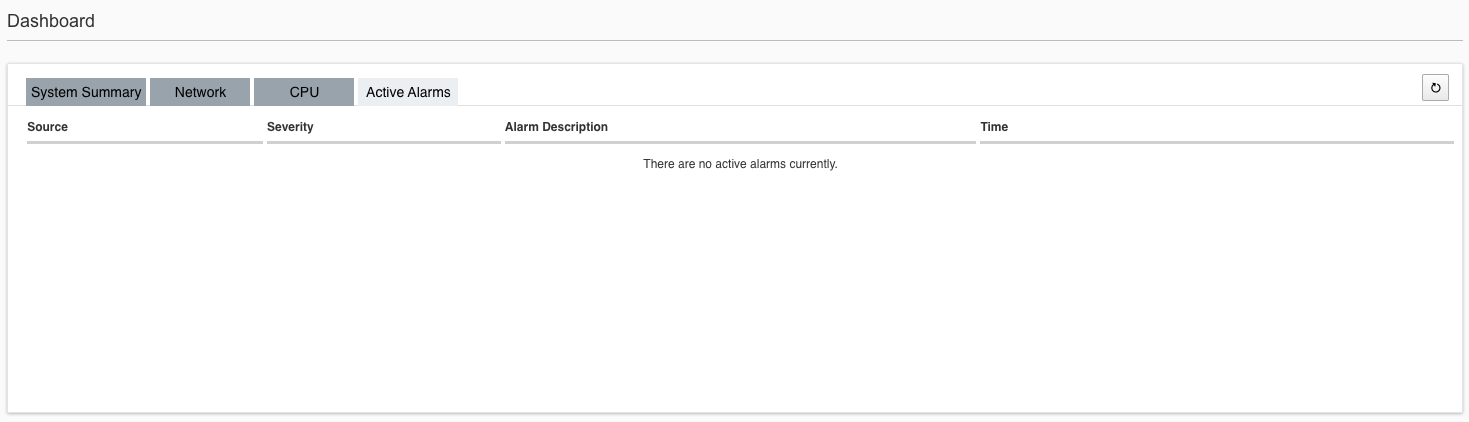 Dashboard
System Summary Network CPU Active Alarms
Source Severity Alarm Description Time
There are no active alarms currently.